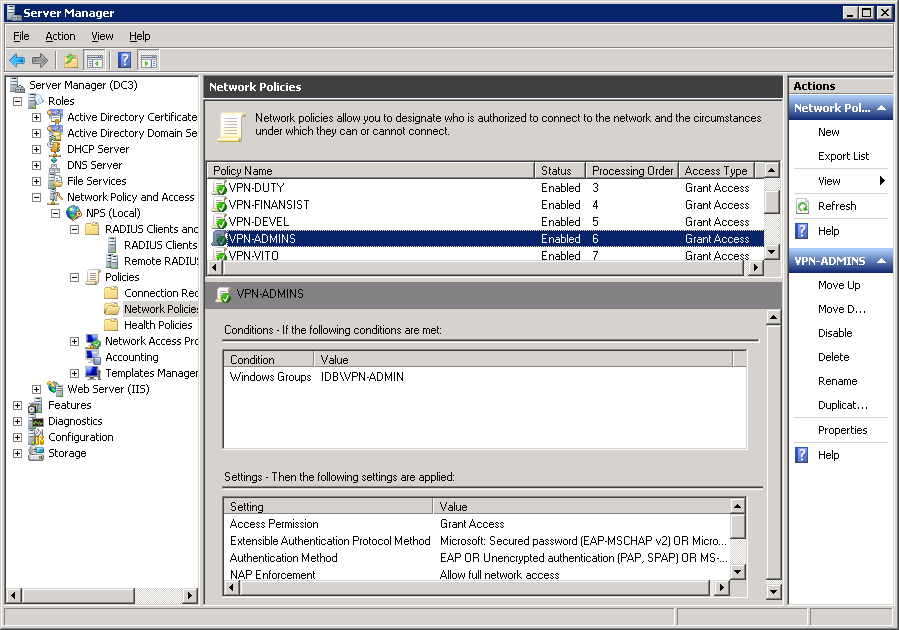 Server Manager
File Action View Help
Server Manager (DC3)
Roles
Active Directory Certificate
Active Directory Domain Se
DHCP Server
DNS Server
File Services
Network Policy and Access
NPS (Local)
RADIUS Clients and
RADIUS Clients
Remote RADIUS
Policies
Connection Rec
Network Policies
Health Policies
Network Access Pro
Accounting
Templates Manager
Web Server (IIS)
Features
Diagnostics
Configuration
Storage
Network Policies
Network policies allow you to designate who is authorized to connect to the network and the circumstances
under which they can or cannot connect.
Policy Name Status Processing Order Access Type
VPN-DUTY Enabled 3 Grant Access
VPN-FINANSIST Enabled 4 Grant Access
VPN-DEVEL Enabled 5 Grant Access
VPN-ADMINS Enabled 6 Grant Access
VPN-VITO Enabled 7 Grant Access
VPN-ADMINS
Conditions - If the following conditions are met:
Condition Value
Windows Groups IDB\VPN-ADMIN
Settings - Then the following settings are applied:
Setting Value
Access Permission Grant Access
Extensible Authentication Protocol Method Microsoft: Secured password (EAP-MSCHAP v2) OR Micro...
Authentication Method EAP OR Unencrypted authentication (PAP, SPAP) OR MS-...
NAP Enforcement Allow full network access
Actions
Network Pol...
New
Export List
View
Refresh
Help
VPN-ADMINS
Move Up
Move D...
Disable
Delete
Rename
Duplicat...
Properties
Help